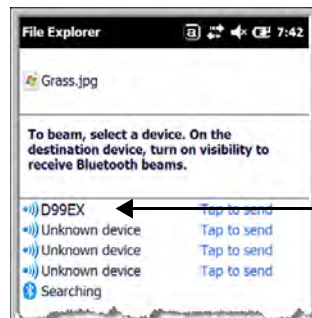 File Explorer 7:42
Grass.jpg
To beam, select a device. On the
destination device, turn on visibility to
receive Bluetooth beams.
D99EX Tap to send
Unknown device Tap to send
Unknown device Tap to send
Unknown device Tap to send
Searching